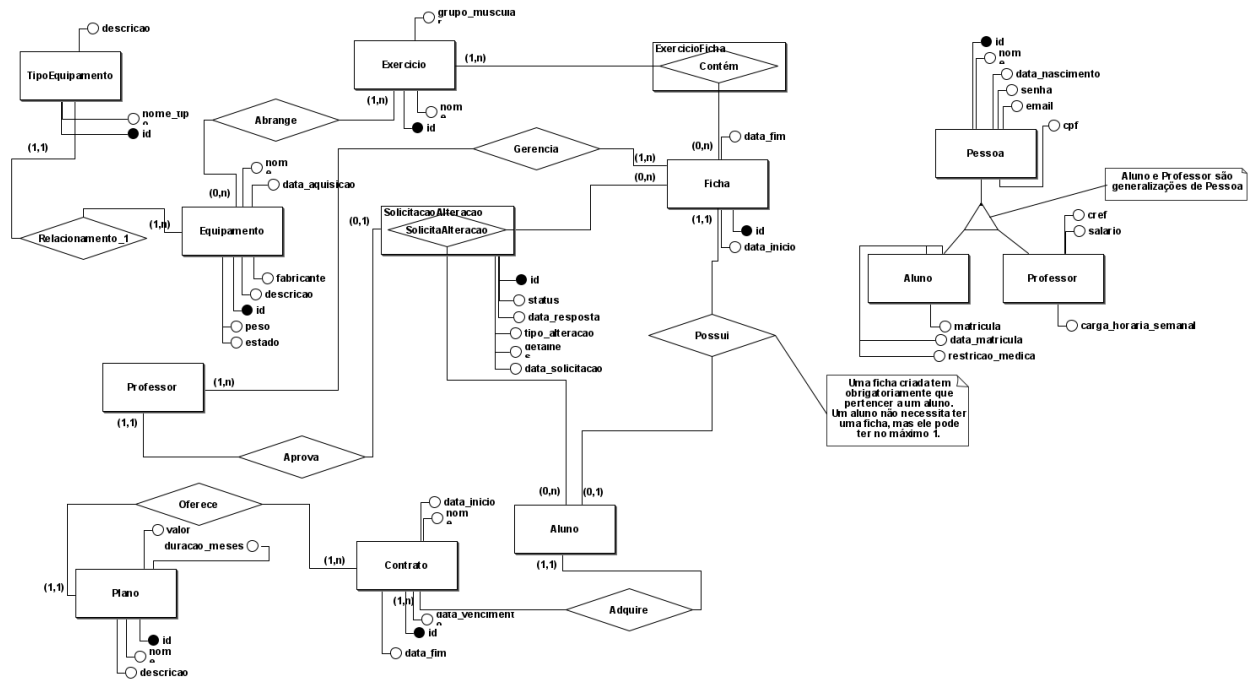 descricao
TipoEquipamento
nome_tip
id
(1,1)
grupo_muscula
Exercicio
(1,n)
(1,n)
nom
id
ExercicioFicha
Contém
Abrange
Gerencia
data_fim
(0,n)
(1,n)
(0,n)
Ficha
(1,1)
id
data_inicio
nom
data_aquisicao
(0,n)
(1,n)
Equipamento
Relacionamento_1
fabricante
descricao
id
peso
estado
(0,1)
SolicitacaoAlteracao
SolicitaAlteracao
id
status
data_resposta
tipo_alteracao
data_solicitacao
Possui
Uma ficha criada tem
obrigatoriamente que
pertencer a um aluno.
Um aluno não necessita ter
uma ficha, mas ele pode
ter no máximo 1.
id
nom
data_nascimento
senha
email
cpf
Pessoa
Aluno e Professor são
generalizações de Pessoa
cref
salario
Aluno
Professor
matricula
data_matricula
restricao_medica
carga_horaria_semanal
Professor
(1,n)
(1,1)
Aprova
Oferece
valor
duracao_meses
(1,1)
Plano
id
nom
descricao
data_inicio
nom
(1,n)
Contrato
(1,n)
data_venciment
id
data_fim
(0,n)
(0,1)
Aluno
(1,1)
Adquire